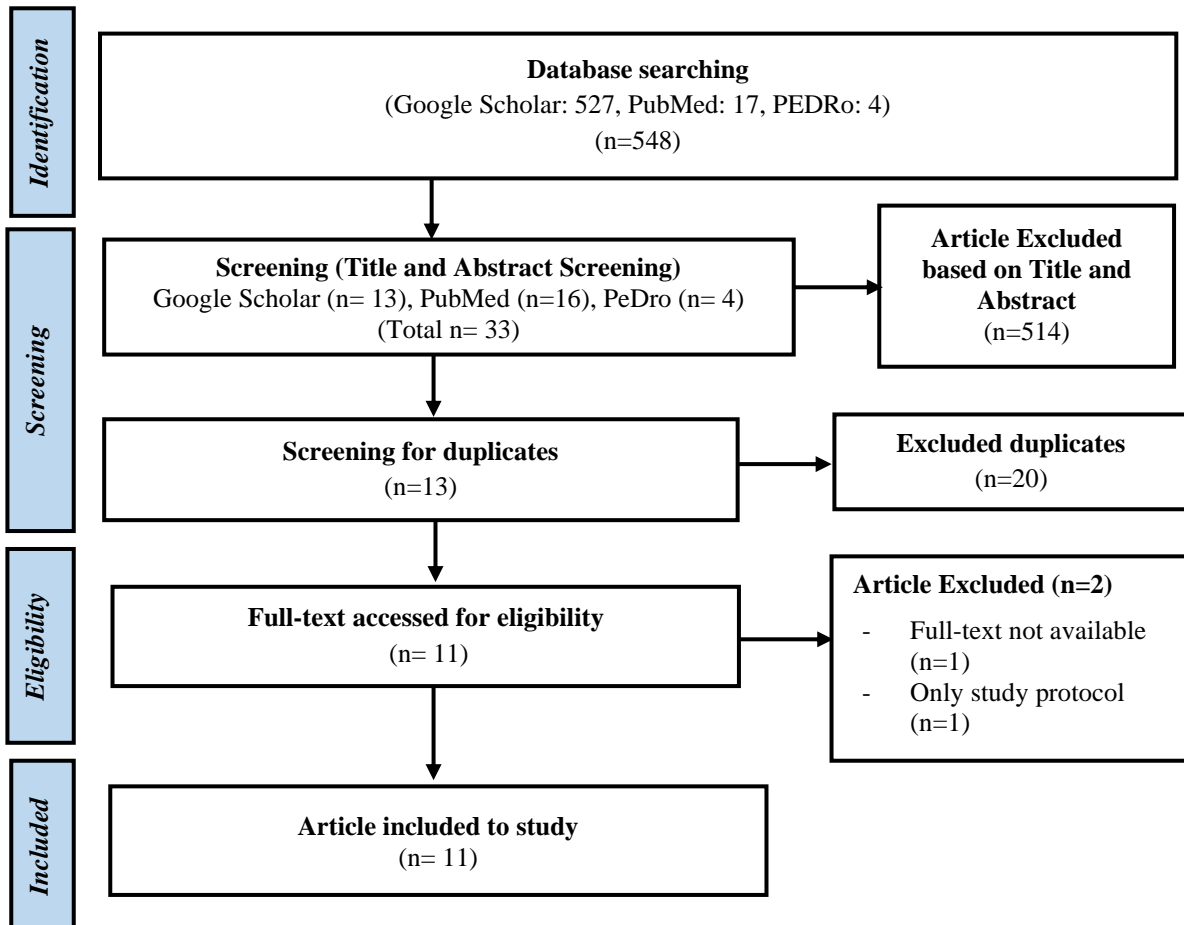 Identification
Database searching
(Google Scholar: 527, PubMed: 17, PEDRo: 4)
(n=548)
Screening
Screening (Title and Abstract Screening)
Google Scholar (n= 13), PubMed (n=16), PeDro (n= 4)
(Total n= 33)
Article Excluded
based on Title and
Abstract
(n=514)
Screening for duplicates
(n=13)
Excluded duplicates
(n=20)
Eligibility
Full-text accessed for eligibility
(n= 11)
Article Excluded (n=2)
- Full-text not available
(n=1)
- Only study protocol
(n=1)
Included
Article included to study
(n= 11)